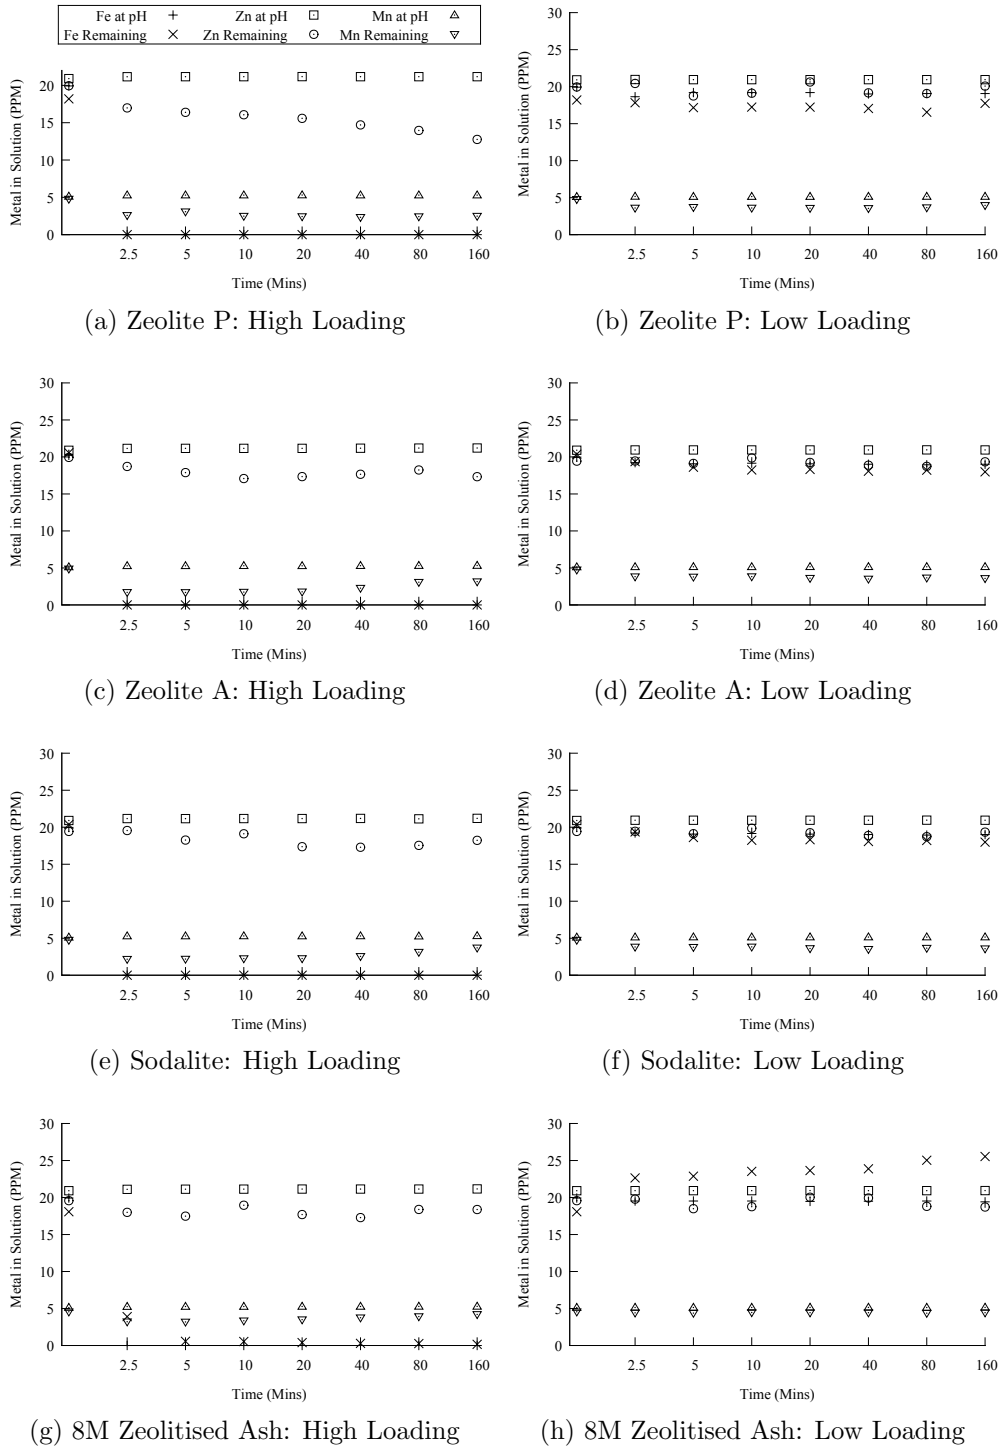 Fe at pH Zn at pH Mn at pH
Fe Remaining Zn Remaining Mn Remaining
20
15
10
5
0
Metal in Solution (PPM)
2.5 5 10 20 40 80 160
Time (Mins)
(a) Zeolite P: High Loading
30
25
20
15
10
5
0
Metal in Solution (PPM)
2.5 5 10 20 40 80 160
Time (Mins)
(b) Zeolite P: Low Loading
30
25
20
15
10
5
0
Metal in Solution (PPM)
2.5 5 10 20 40 80 160
Time (Mins)
(c) Zeolite A: High Loading
30
25
20
15
10
5
0
Metal in Solution (PPM)
2.5 5 10 20 40 80 160
Time (Mins)
(d) Zeolite A: Low Loading
30
25
20
15
10
5
0
Metal in Solution (PPM)
2.5 5 10 20 40 80 160
Time (Mins)
(e) Sodalite: High Loading
30
25
20
15
10
5
0
Metal in Solution (PPM)
2.5 5 10 20 40 80 160
Time (Mins)
(f) Sodalite: Low Loading
30
25
20
15
10
5
0
Metal in Solution (PPM)
2.5 5 10 20 40 80 160
Time (Mins)
(g) 8M Zeolitised Ash: High Loading
30
25
20
15
10
5
0
Metal in Solution (PPM)
2.5 5 10 20 40 80 160
Time (Mins)
(h) 8M Zeolitised Ash: Low Loading